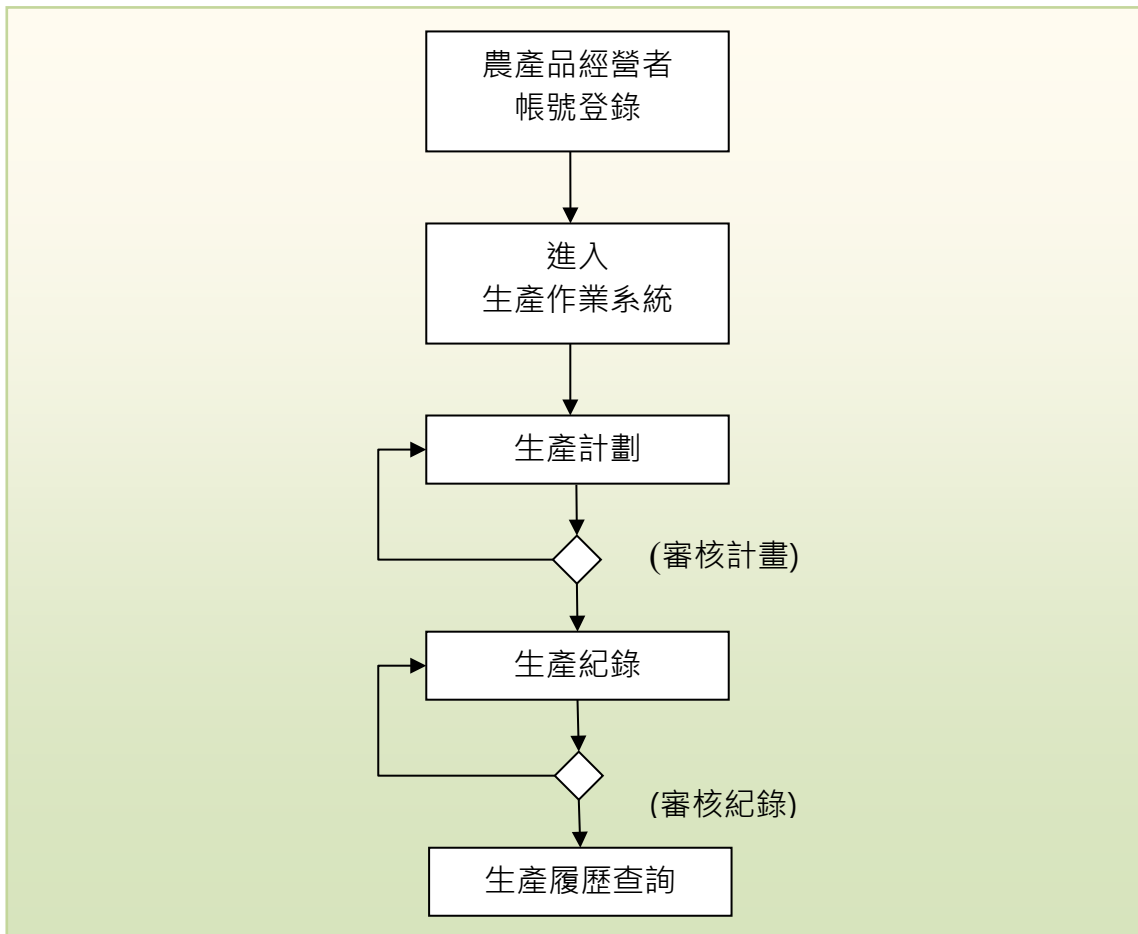 農產品經營者
帳號登錄
進入
生產作業系統
生產計劃
(審核計畫)
生產紀錄
(審核紀錄)
生產履歷查詢